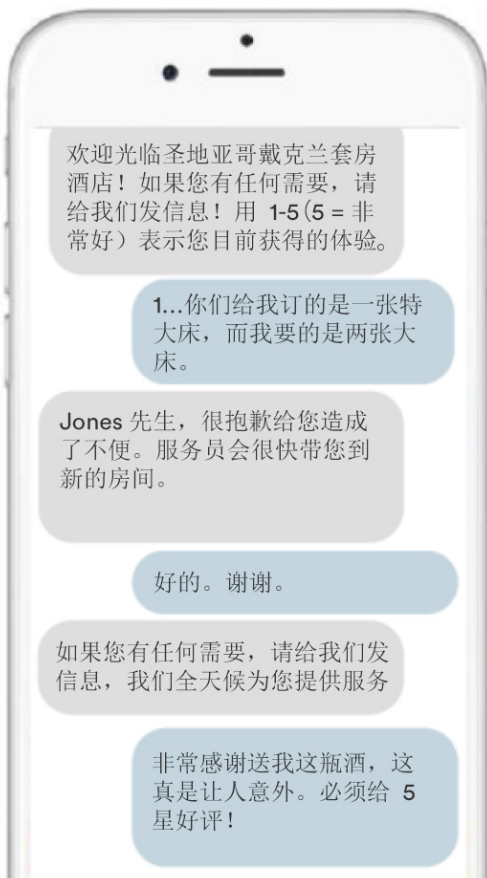 欢迎光临圣地亚哥戴克兰套房
酒店！如果您有任何需要，请
给我们发信息！用 1-5（5 = 非
常好）表示您目前获得的体验。
1...你们给我订的是一张特
大床，而我要的是两张大
床。
Jones 先生，很抱歉给您造成
了不便。服务员会很快带您到
新的房间。
好的。谢谢。
如果您有任何需要，请给我们发
信息，我们全天候为您提供服务
非常感谢送我这瓶酒，这
真是让人意外。必须给 5
星好评！